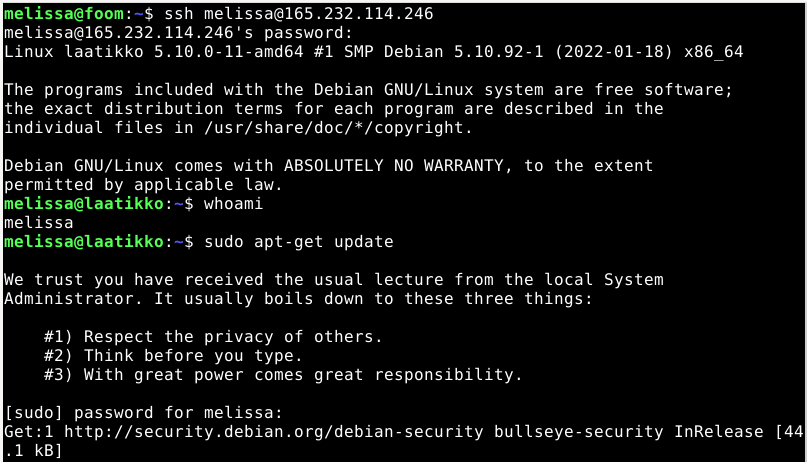 melissa@foom:~$ ssh melissa@165.232.114.246
melissa@165.232.114.246's password:
Linux laatikko 5.10.0-11-amd64 #1 SMP Debian 5.10.92-1 (2022-01-18) x86_64
The programs included with the Debian GNU/Linux system are free software;
the exact distribution terms for each program are described in the
individual files in /usr/share/doc/*/copyright.
Debian GNU/Linux comes with ABSOLUTELY NO WARRANTY, to the extent
permitted by applicable law.
melissa@laatikko:~$ whoami
melissa
melissa@laatikko:~$ sudo apt-get update
We trust you have received the usual lecture from the local System
Administrator. It usually boils down to these three things:
#1) Respect the privacy of others.
#2) Think before you type.
#3) With great power comes great responsibility.
[sudo] password for melissa:
Get:1 http://security.debian.org/debian-security bullseye-security InRelease [44
.1 kB]